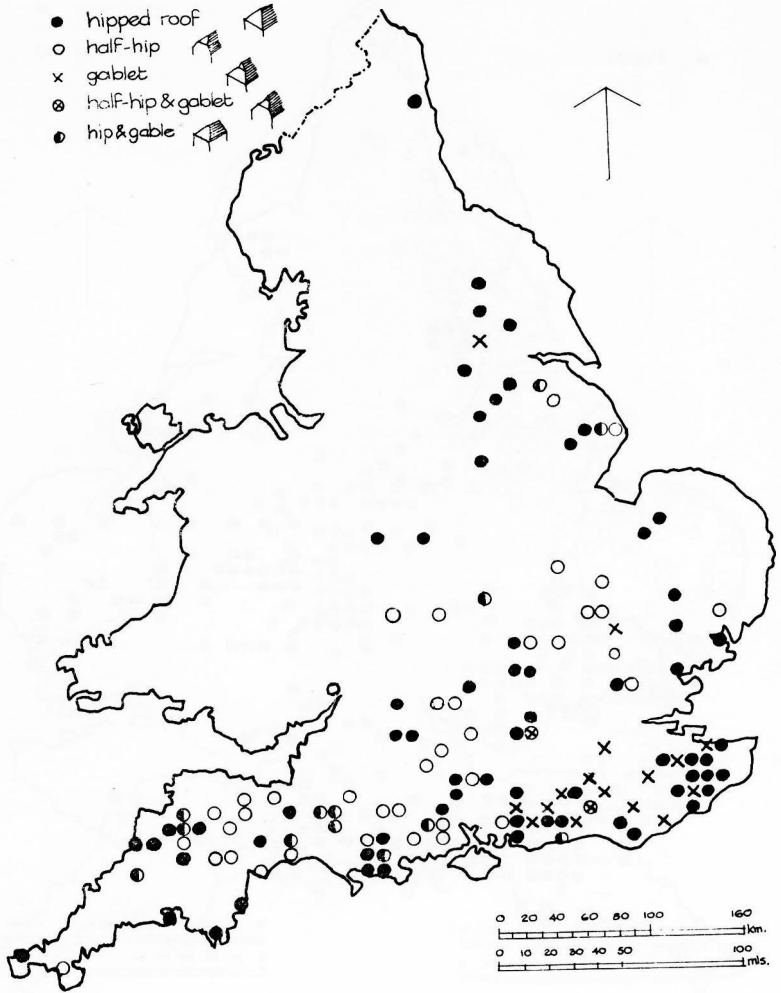 hipped roof
half-hip
gablet
half-hip & gablet
hip & gable
0 20 40 60 80 100 160
km.
0 10 20 30 40 50 100
mls.